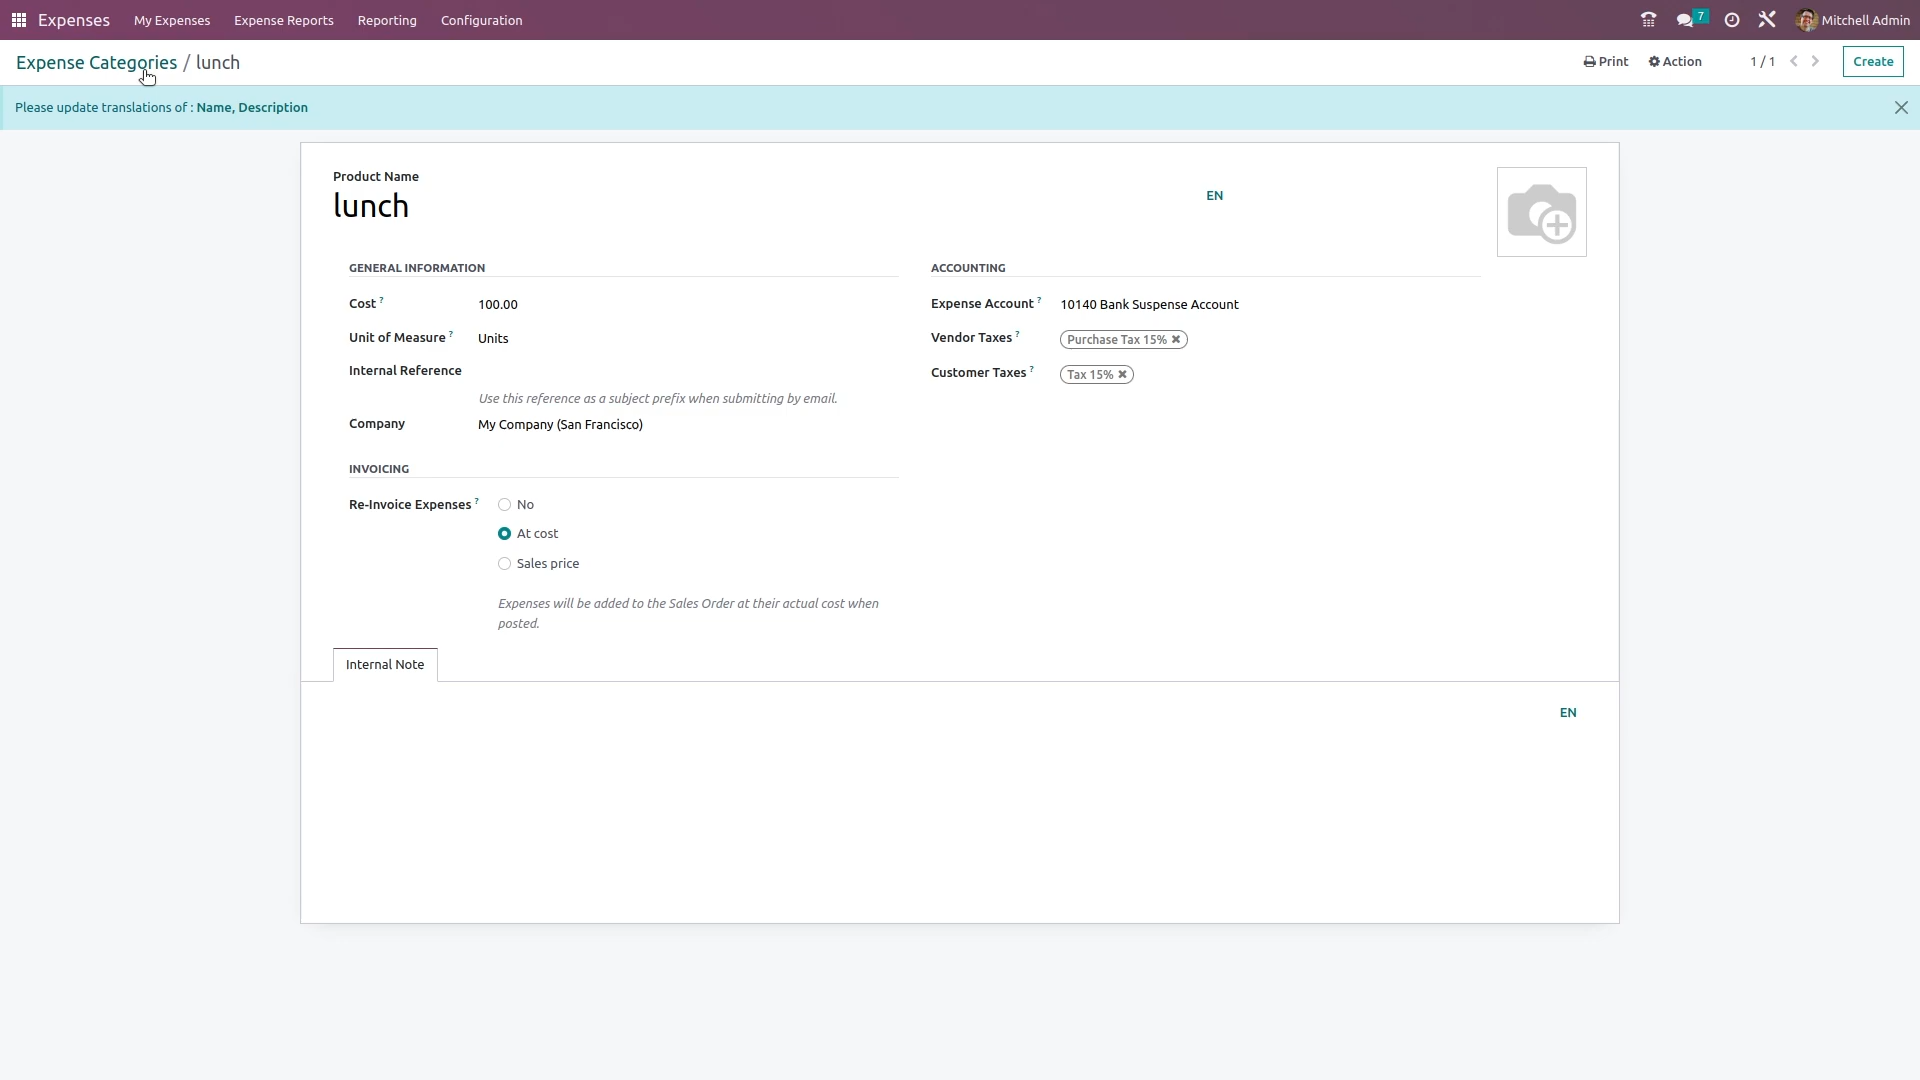 Expenses My Expenses Expense Reports Reporting Configuration 7 Mitchell Admin
Expense Categories / lunch Print Action 1 / 1 Create
Please update translations of : Name, Description
Product Name
lunch EN
GENERAL INFORMATION ACCOUNTING
Cost ? 100.00 Expense Account ? 10140 Bank Suspense Account
Unit of Measure ? Units Vendor Taxes ? Purchase Tax 15%
Internal Reference Customer Taxes ? Tax 15%
Use this reference as a subject prefix when submitting by email.
Company My Company (San Francisco)
INVOICING
Re-Invoice Expenses ? No
At cost
Sales price
Expenses will be added to the Sales Order at their actual cost when
posted.
Internal Note
EN